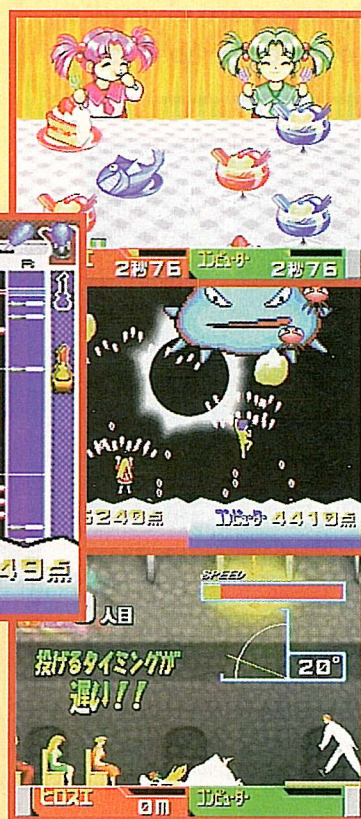 2秒76
コンピューター
2秒76
R
5240点
コンピューター
4410点
49点
人目
SPEED
投げるタイミングが
遅い！！
20°
ヒロスエ
0m
コンピューター